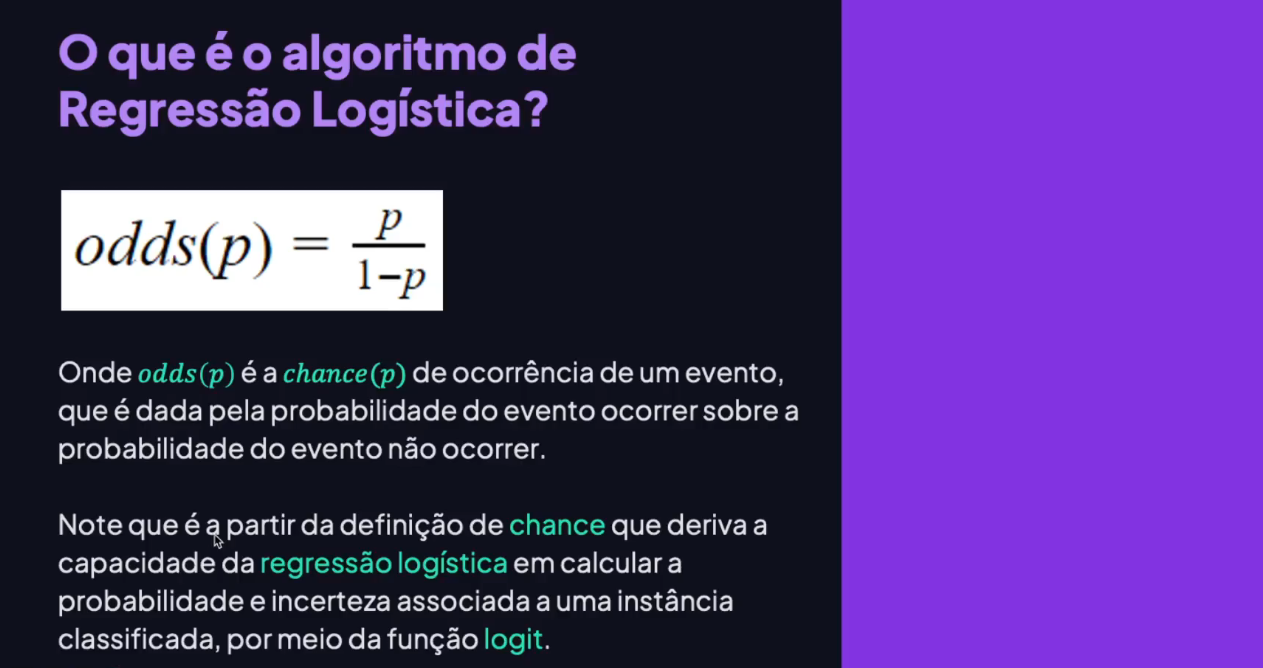 O que é o algoritmo de
Regressão Logística?
odds(p) = p / 1−p
Onde odds(p) é a chance(p) de ocorrência de um evento,
que é dada pela probabilidade do evento ocorrer sobre a
probabilidade do evento não ocorrer.
Note que é a partir da definição de chance que deriva a
capacidade da regressão logística em calcular a
probabilidade e incerteza associada a uma instância
classificada, por meio da função logit.